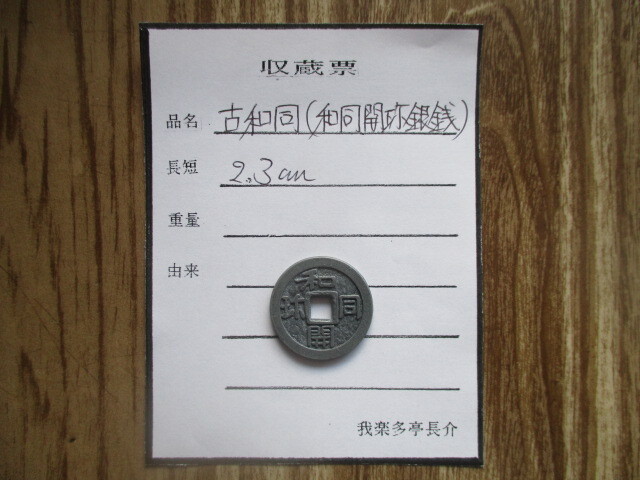 収蔵票
品名 古和同(和同開珎銀銭)
長短 2.3cm
重量
由来
和
珎 同
開
我楽多亭長介